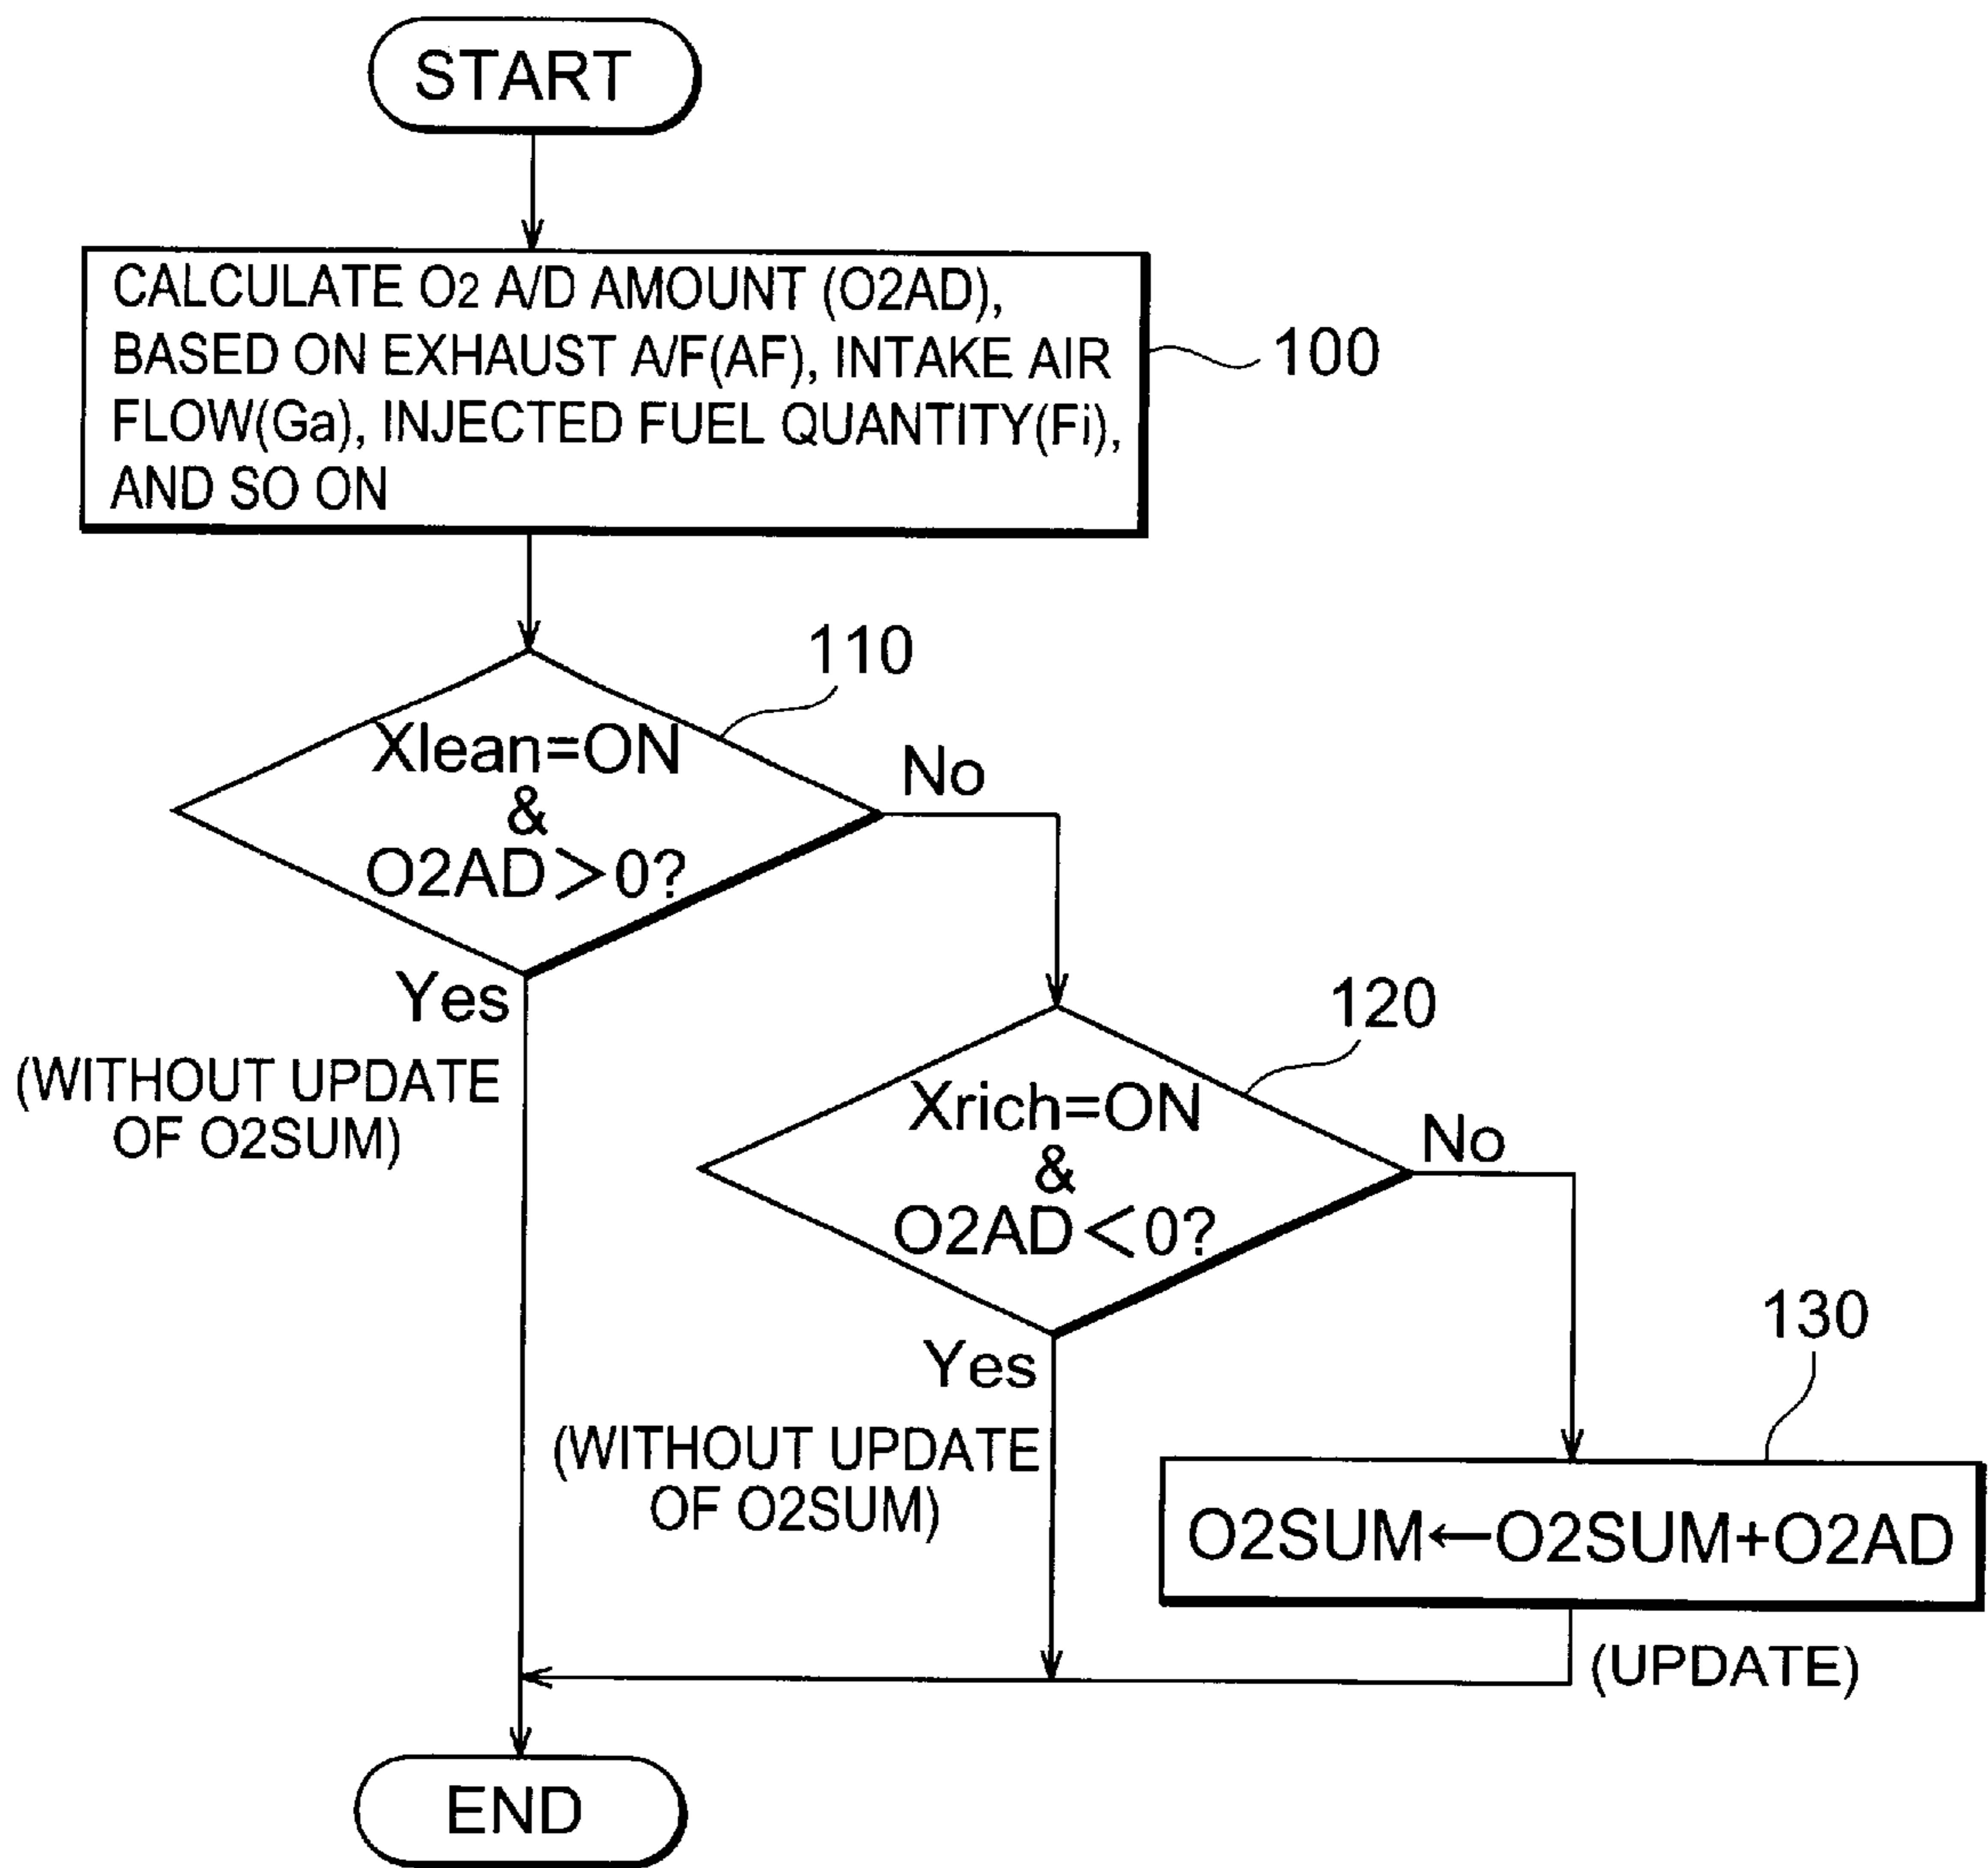 START
CALCULATE O2 A/D AMOUNT (O2AD),
BASED ON EXHAUST A/F(AF), INTAKE AIR
FLOW(Ga), INJECTED FUEL QUANTITY(Fi),
AND SO ON
100
110
Xlean=ON
&
O2AD>0?
No
Yes
(WITHOUT UPDATE
OF O2SUM)
120
Xrich=ON
&
O2AD<0?
No
Yes
(WITHOUT UPDATE
OF O2SUM)
130
O2SUM←O2SUM+O2AD
(UPDATE)
END